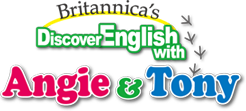 Britannica's
Discover English
with
Angie & Tony